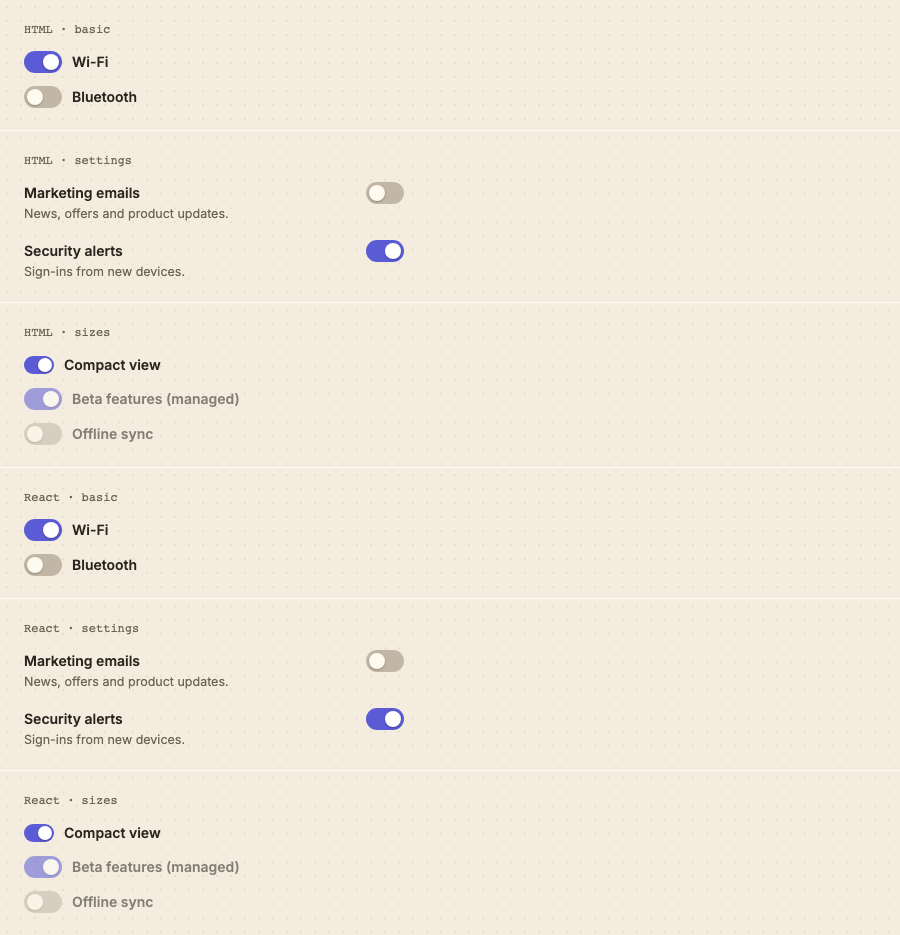 HTML · basic
Wi-Fi
Bluetooth
HTML · settings
Marketing emails
News, offers and product updates.
Security alerts
Sign-ins from new devices.
HTML · sizes
Compact view
Beta features (managed)
Offline sync
React · basic
Wi-Fi
Bluetooth
React · settings
Marketing emails
News, offers and product updates.
Security alerts
Sign-ins from new devices.
React · sizes
Compact view
Beta features (managed)
Offline sync